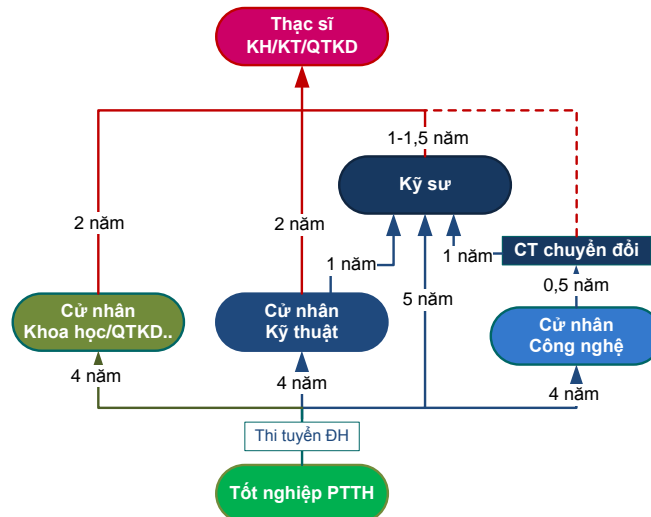 Thạc sĩ
KH/KT/QTKD
1-1,5 năm
Kỹ sư
2 năm
2 năm
1 năm
1 năm
CT chuyển đổi
5 năm
0,5 năm
Cử nhân
Khoa học/QTKD..
Cử nhân
Kỹ thuật
Cử nhân
Công nghệ
4 năm
4 năm
4 năm
Thi tuyển ĐH
Tốt nghiệp PTTH